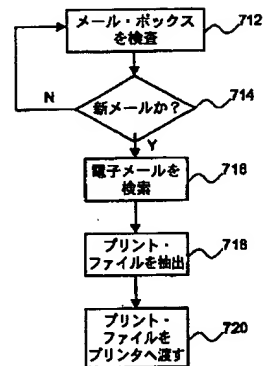 メール・ボックス
を検査
712
新メールか?
714
N
Y
電子メールを
検索
716
プリント・
ファイルを抽出
718
プリント・
ファイルを
プリンタへ渡す
720